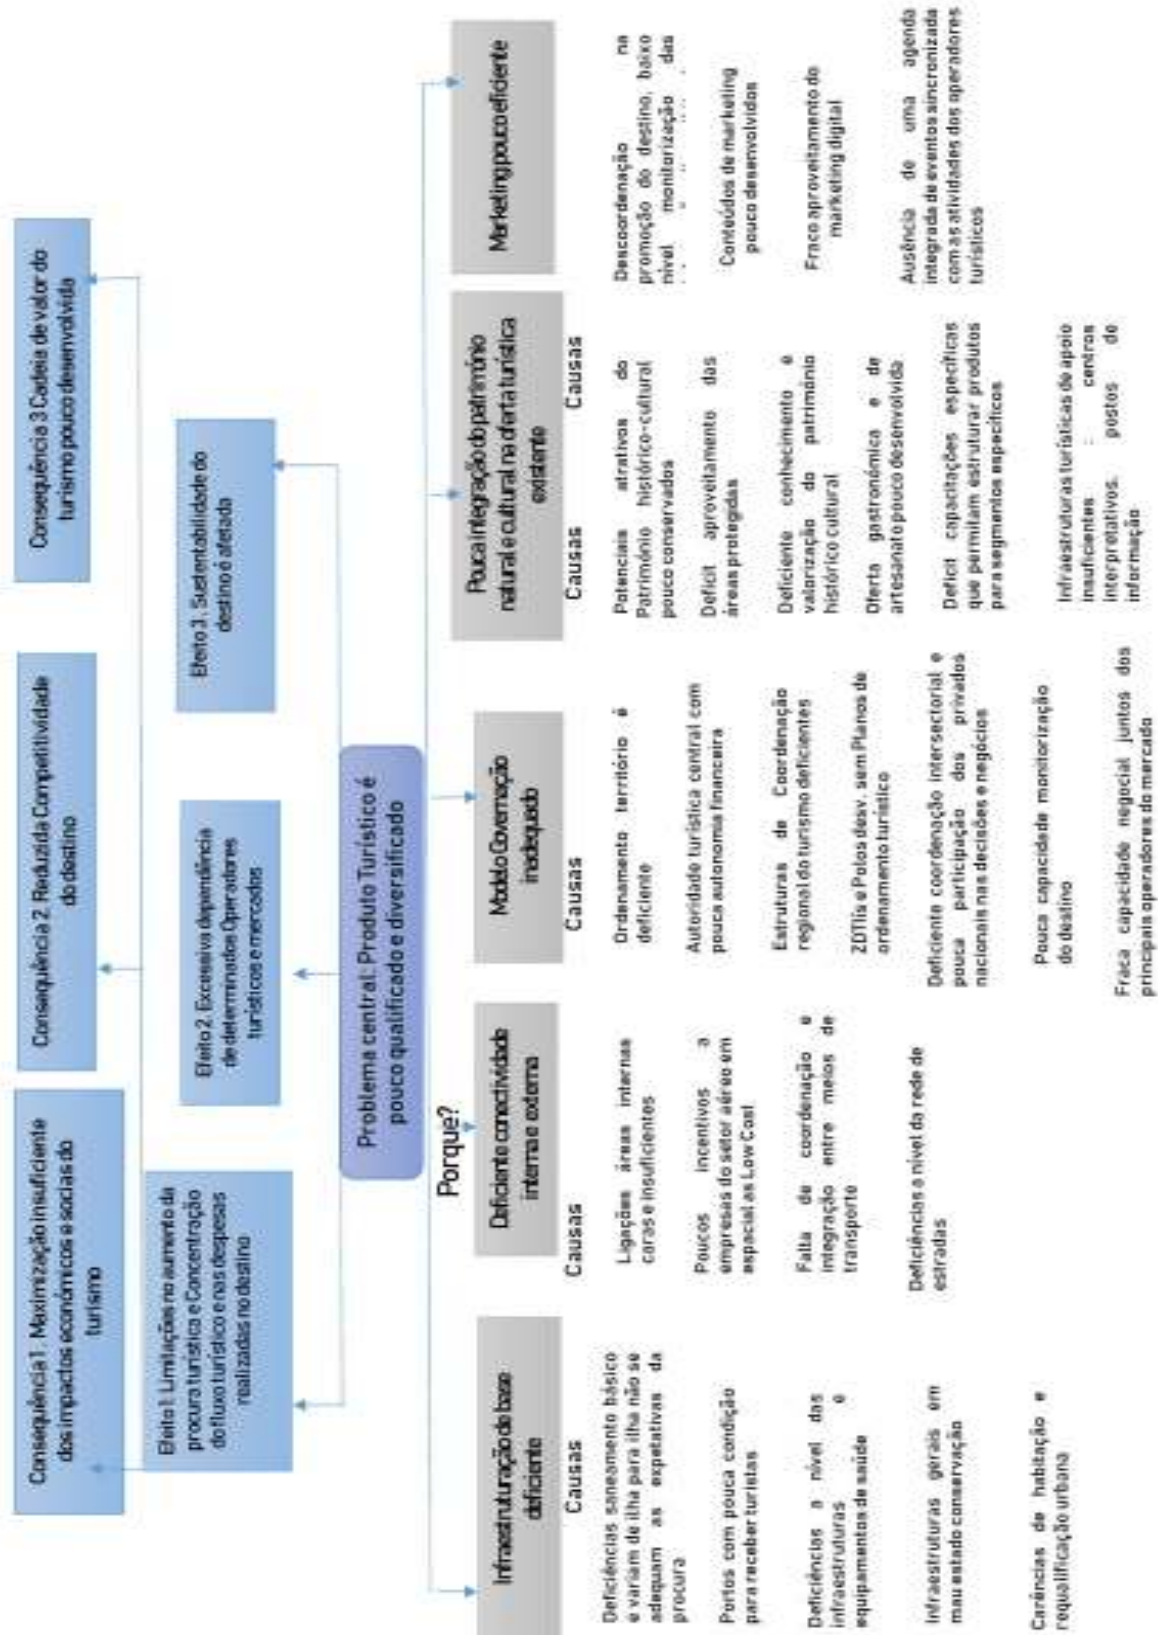 Consequência 1. Maximização insuficiente
dos impactos económicos e sociais do
turismo
Consequência 2. Reduzida Competitividade
do destino
Consequência 3 Cadeia de valor do
turismo pouco desenvolvida
Efeito 1: Limitações no aumento da
procura turística e Concentração
do fluxo turístico e nas despesas
realizadas no destino
Efeito 2. Excessiva dependência
de determinados Operadores
turísticos e mercados
Efeito 3. Sustentabilidade do
destino é afetada
Problema central: Produto Turístico é
pouco qualificado e diversificado
Porque?
Infraestruturação de base
deficiente
Causas
Deficiências saneamento básico
e variam de ilha para ilha não se
adequam as expetativas da
procura
Portos com pouca condição
para receber turistas
Deficiências a nível das
infraestruturas e
equipamentos de saúde
Infraestruturas gerais em
mau estado conservação
Carências de habitação e
requalificação urbana
Deficiente conectividade
interna e externa
Causas
Ligações áreas internas
caras e insuficientes
Poucos incentivos a
empresas do setor aéreo em
espacial as Low Cost
Falta de coordenação e
integração entre meios de
transporte
Deficiências a nível da rede de
estradas
Modelo Governação
inadequado
Causas
Ordenamento território é
deficiente
Autoridade turística central com
pouca autonomia financeira
Estruturas de Coordenação
regional do turismo deficientes
ZDTIs e Polos desv. sem Planos de
ordenamento turístico
Deficiente coordenação intersectorial e
pouca participação dos privados
nacionais nas decisões e negócios
Pouca capacidade monitorização
do destino
Fraca capacidade negocial juntos dos
principais operadores do mercado
Pouca integração do património
natural e cultural na oferta turística
existente
Causas
Potenciais atrativos do
Património histórico-cultural
pouco conservados
Deficit aproveitamento das
áreas protegidas
Deficiente conhecimento e
valorização do património
histórico cultural
Oferta gastronómica e de
artesanato pouco desenvolvida
Deficit capacitações específicas
que permitam estruturar produtos
para segmentos específicos
Infraestruturas turísticas de apoio
insuficientes : centros
interpretativos, postos de
informação
Marketing pouco eficiente
Causas
Descoordenação na
promoção do destino, baixo
nível monitorização das
Conteúdos de marketing
pouco desenvolvidos
Fraco aproveitamento do
marketing digital
Ausência de uma agenda
integrada de eventos sincronizada
com as atividades dos operadores
turísticos